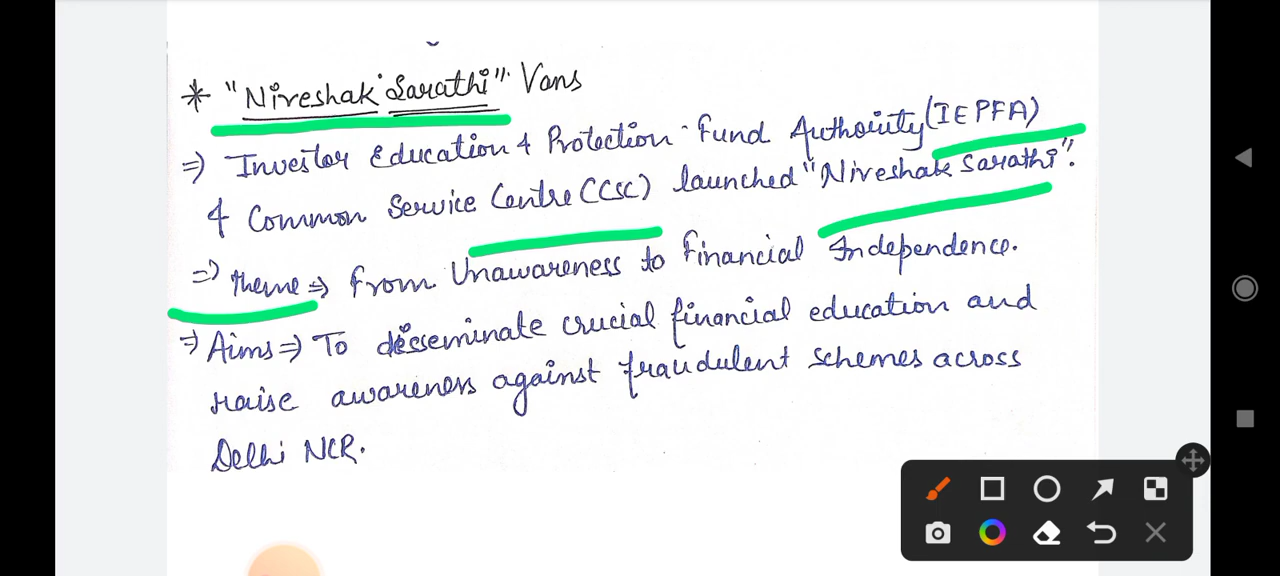 * "Niveshak Sarathi" Vans
⇒ Investor Education & Protection Fund Authority (IEPFA)
& Common Service Centre (CSC) launched "Niveshak Sarathi".
⇒ theme ⇒ From Unawareness to Financial Independence.
⇒ Aims ⇒ To desseminate crucial financial education and
raise awareness against fraudulent schemes across
Delhi NCR.